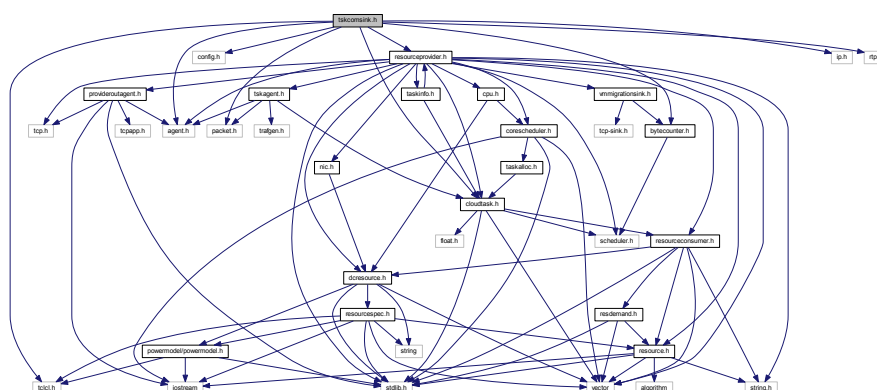 tskcomsink.h
config.h
resourceprovider.h
ip.h
rtp
provideroutagent.h
tskagent.h
taskinfo.h
cpu.h
vmmigrationsink.h
tcp.h
tcpapp.h
agent.h
packet.h
trafgen.h
corescheduler.h
tcp-sink.h
bytecounter.h
nic.h
taskalloc.h
cloudtask.h
float.h
scheduler.h
resourceconsumer.h
dcresource.h
resourcespec.h
resdemand.h
powermodel/powermodel.h
string
resource.h
tclcl.h
iostream
stdlib.h
vector
algorithm
string.h